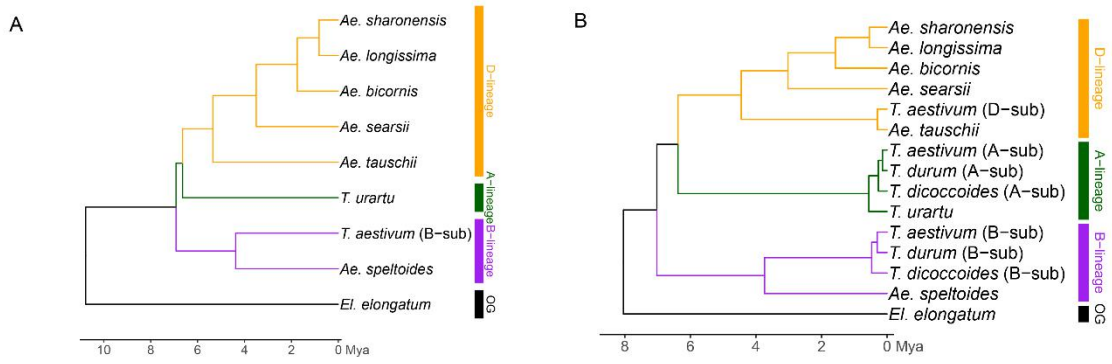 A
Ae. sharonensis
Ae. longissima
Ae. bicornis
Ae. searsii
Ae. tauschii
T. urartu
T. aestivum (B−sub)
Ae. speltoides
El. elongatum
D−lineage
A−lineage
B−lineage
OG
10 8 6 4 2 0 Mya
B
Ae. sharonensis
Ae. longissima
Ae. bicornis
Ae. searsii
T. aestivum (D−sub)
Ae. tauschii
T. aestivum (A−sub)
T. durum (A−sub)
T. dicoccoides (A−sub)
T. urartu
T. aestivum (B−sub)
T. durum (B−sub)
T. dicoccoides (B−sub)
Ae. speltoides
El. elongatum
D−lineage
A−lineage
B−lineage
OG
8 6 4 2 0 Mya